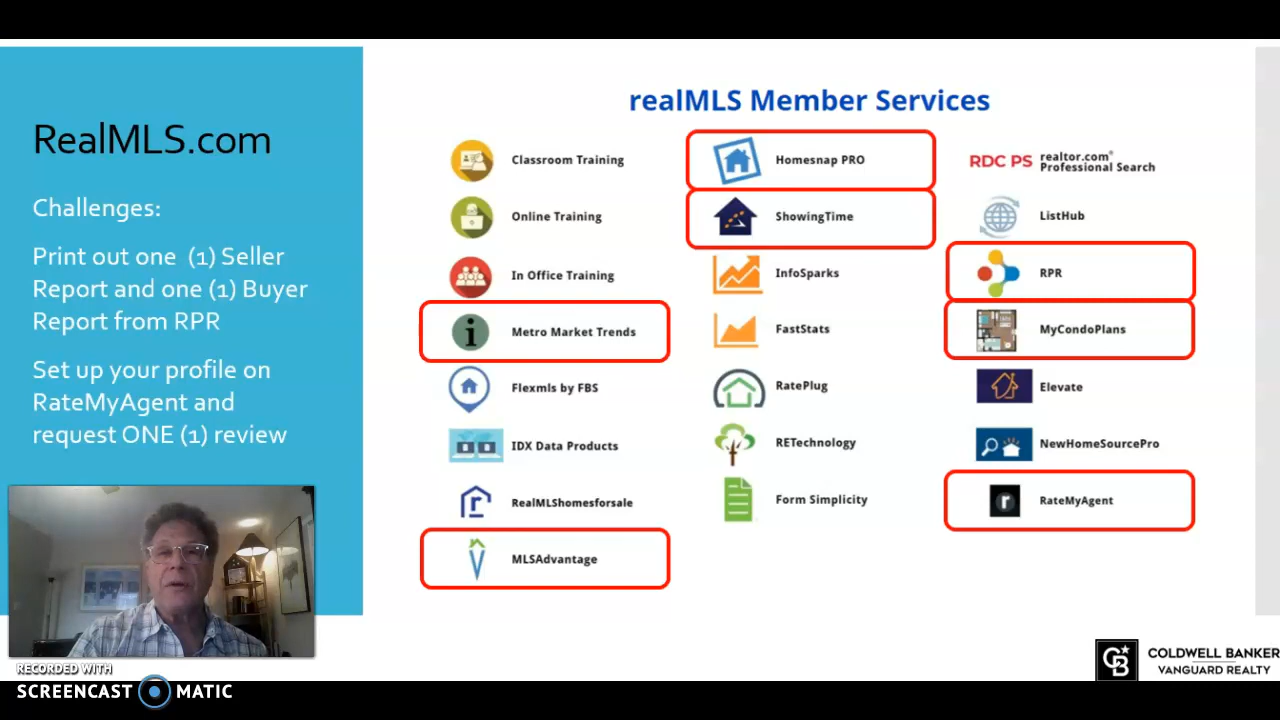 RealMLS.com
Challenges:
Print out one (1) Seller
Report and one (1) Buyer
Report from RPR
Set up your profile on
RateMyAgent and
request ONE (1) review
realMLS Member Services
Classroom Training
Online Training
In Office Training
Metro Market Trends
Flexmls by FBS
IDX Data Products
RealMLShomesforsale
MLSAdvantage
Homesnap PRO
ShowingTime
InfoSparks
FastStats
RatePlug
RETechnology
Form Simplicity
RDC PS realtor.com®
Professional Search
ListHub
RPR
MyCondoPlans
Elevate
NewHomeSourcePro
r
RateMyAgent
RECORDED WITH
SCREENCAST MATIC
CB
COLDWELL BANKER
VANGUARD REALTY